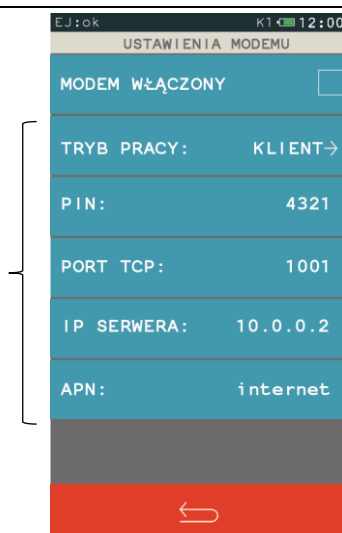 EJ:ok K1 12:00
USTAWIENIA MODEMU
MODEM WŁĄCZONY
TRYB PRACY: KLIENT→
PIN: 4321
PORT TCP: 1001
IP SERWERA: 10.0.0.2
APN: internet